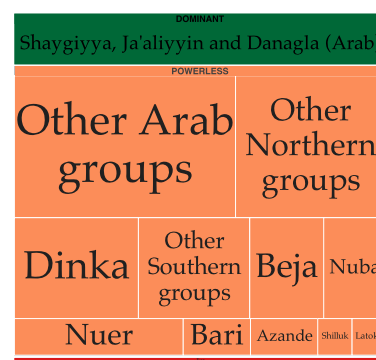 DOMINANT
Shaygiyya, Ja'aliyyin and Danagla (Arab
POWERLESS
Other Arab
groups
Other
Northern
groups
Dinka
Other
Southern
groups
Beja
Nuba
Nuer
Bari
Azande
Shilluk
Latok